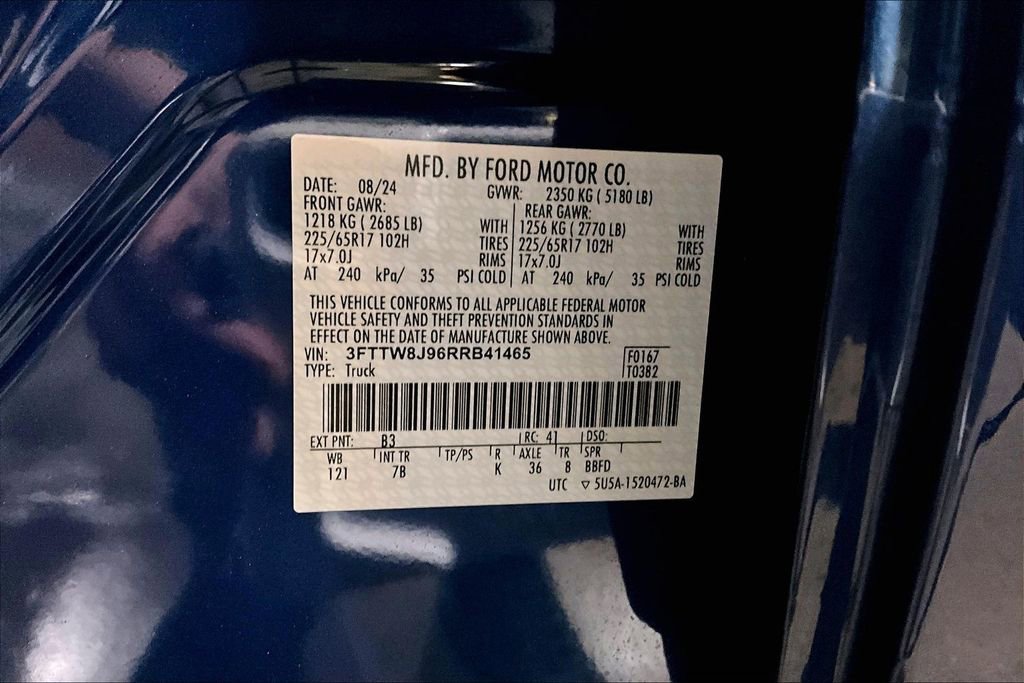 MFD. BY FORD MOTOR CO.
DATE: 08/24 GVWR: 2350 KG ( 5180 LB)
FRONT GAWR: REAR GAWR:
1218 KG ( 2685 LB) WITH 1256 KG ( 2770 LB) WITH
225/65R17 102H TIRES 225/65R17 102H TIRES
17x7.0J RIMS 17x7.0J RIMS
AT 240 kPa/ 35 PSI COLD AT 240 kPa/ 35 PSI COLD
THIS VEHICLE CONFORMS TO ALL APPLICABLE FEDERAL MOTOR
VEHICLE SAFETY AND THEFT PREVENTION STANDARDS IN
EFFECT ON THE DATE OF MANUFACTURE SHOWN ABOVE.
VIN: 3FTTW8J96RRB41465 F0167
TYPE: Truck T0382
EXT PNT: B3 RC: 41 DSO:
WB INT TR TP/PS R AXLE TR SPR
121 7B K 36 8 BBFD
UTC ▽ 5U5A-1520472-BA